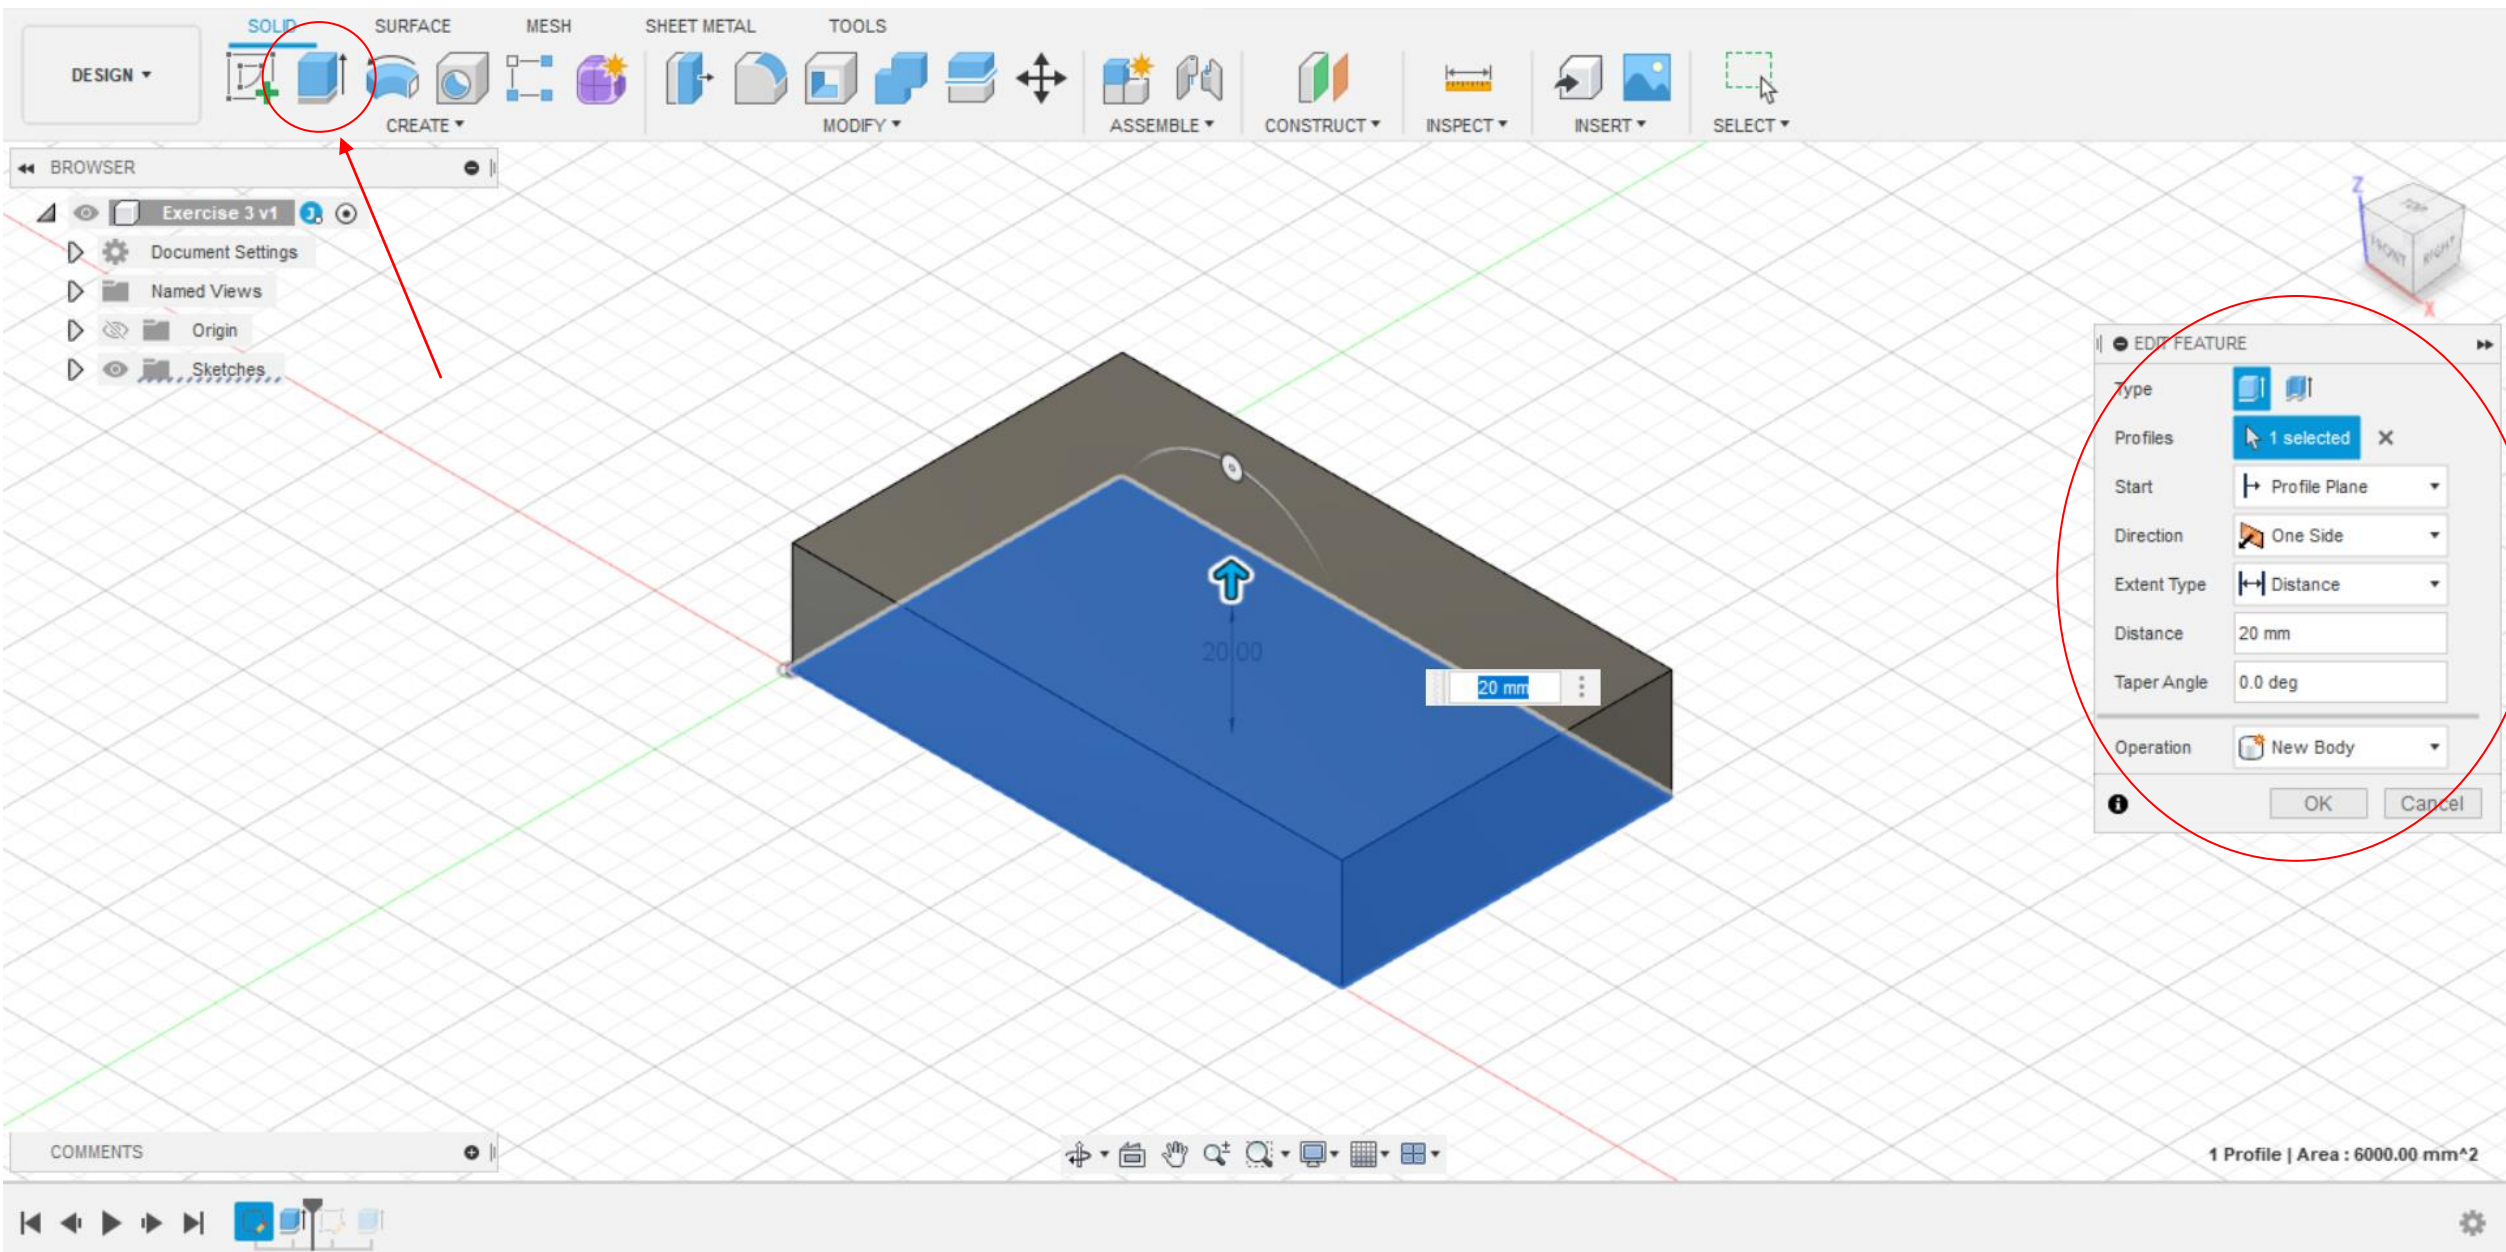 SOLID SURFACE MESH SHEET METAL TOOLS
DESIGN
CREATE MODIFY ASSEMBLE CONSTRUCT INSPECT INSERT SELECT
BROWSER
Exercise 3 v1
Document Settings
Named Views
Origin
Sketches
Z
TOP
FRONT
RIGHT
X
EDIT FEATURE
Type
Profiles 1 selected
Start Profile Plane
Direction One Side
Extent Type Distance
Distance 20 mm
Taper Angle 0.0 deg
Operation New Body
OK Cancel
20.00
20 mm
COMMENTS
1 Profile | Area : 6000.00 mm^2